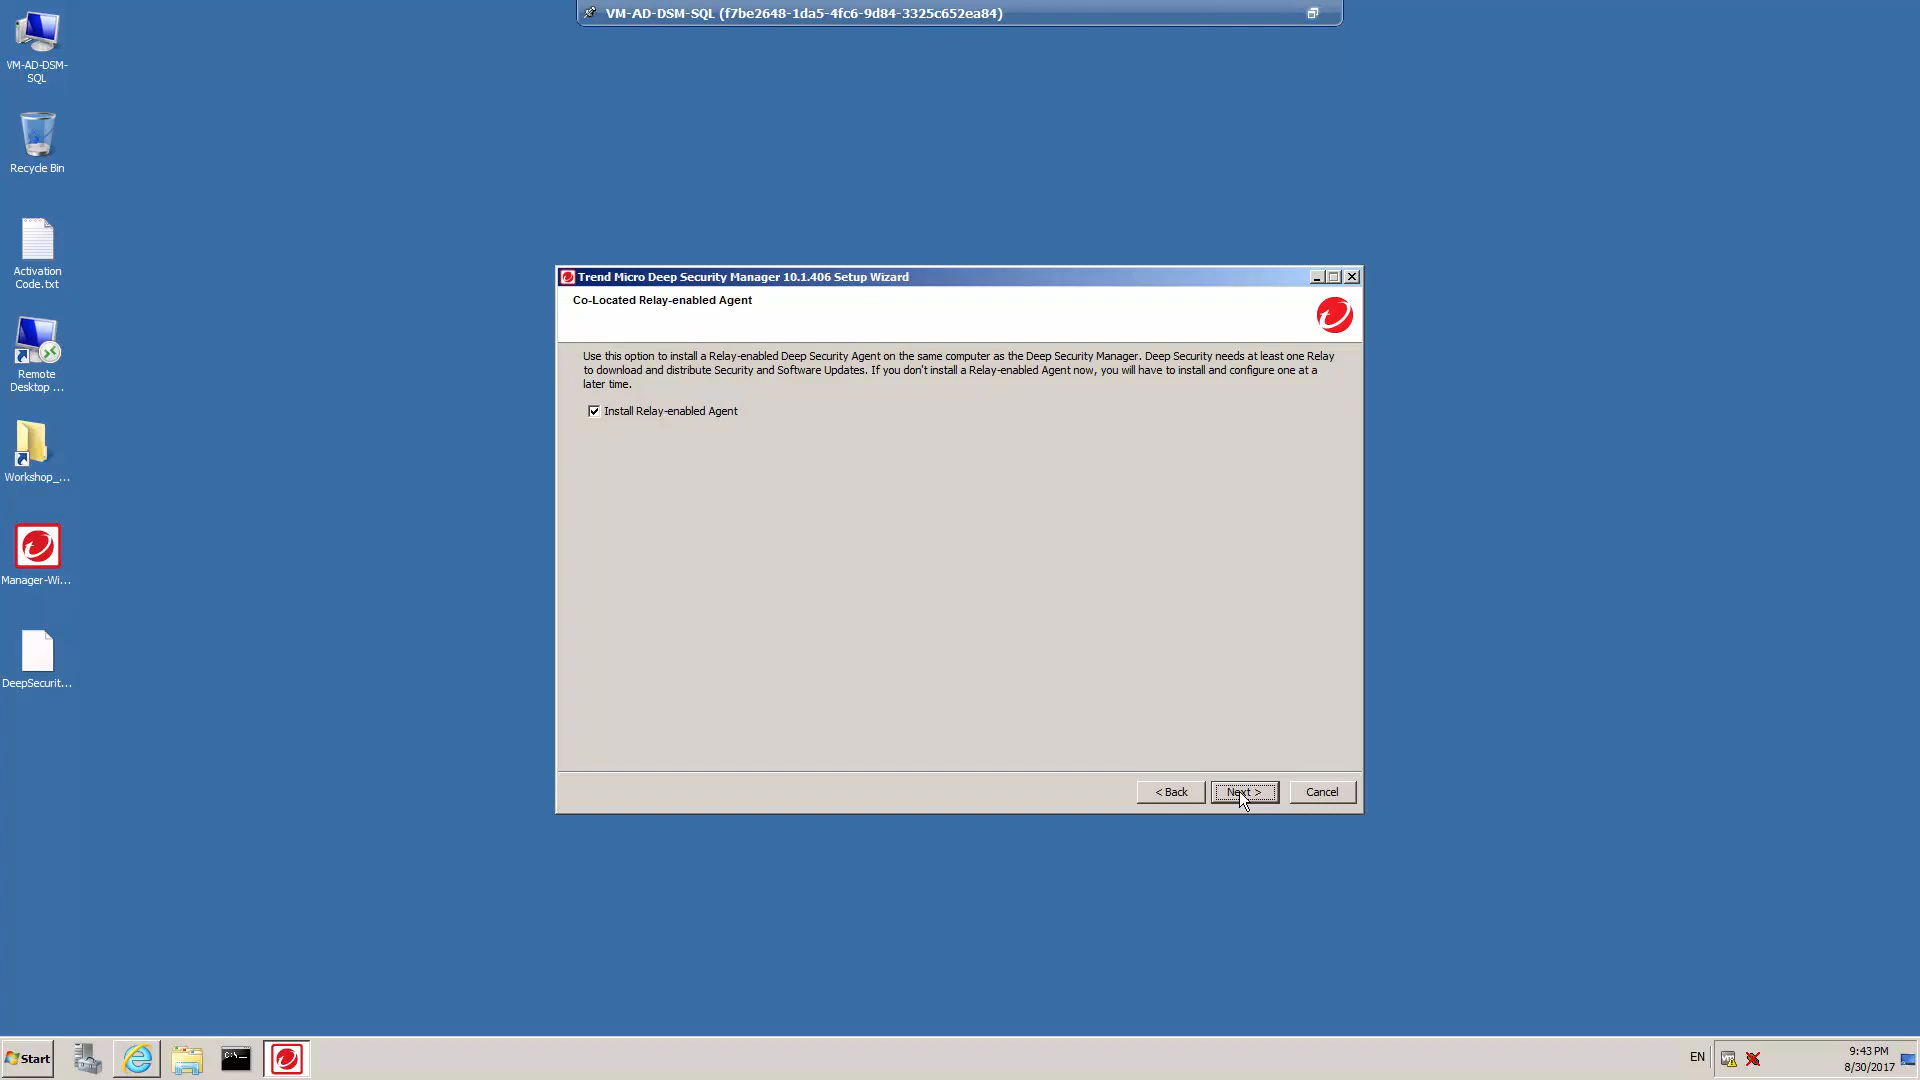 VM-AD-DSM-SQL (f7be2648-1da5-4fc6-9d84-3325c652ea84)
VM-AD-DSM-
SQL
Recycle Bin
Activation
Code.txt
Remote
Desktop ...
Workshop_...
Manager-Wi...
DeepSecurit...
Trend Micro Deep Security Manager 10.1.406 Setup Wizard
Co-Located Relay-enabled Agent
Use this option to install a Relay-enabled Deep Security Agent on the same computer as the Deep Security Manager. Deep Security needs at least one Relay
to download and distribute Security and Software Updates. If you don't install a Relay-enabled Agent now, you will have to install and configure one at a
later time.
Install Relay-enabled Agent
< Back
Next >
Cancel
Start
C:\
EN
9:43 PM
8/30/2017